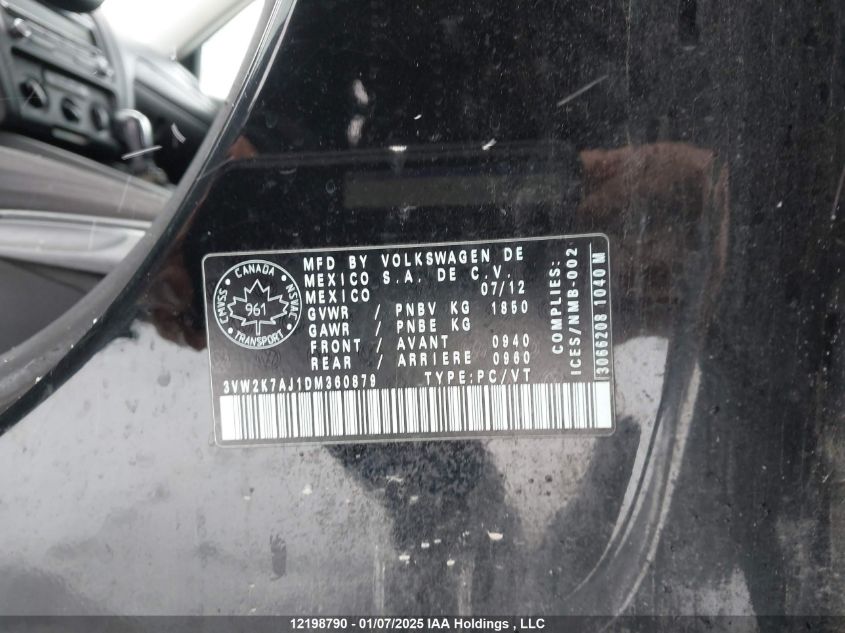 MFD BY VOLKSWAGEN DE
MEXICO S.A. DE C.V.
MEXICO 07/12
GVWR / PNBV KG 1850
GAWR / PNBE KG
FRONT / AVANT 0940
REAR / ARRIERE 0960
3VW2K7AJ1DM360879 TYPE:PC/VT
CANADA
961
TRANSPORT
CMVSS
NSVAC
COMPLIES:
ICES/NMB-002
3066208 1040 M
12198790 - 01/07/2025 IAA Holdings , LLC